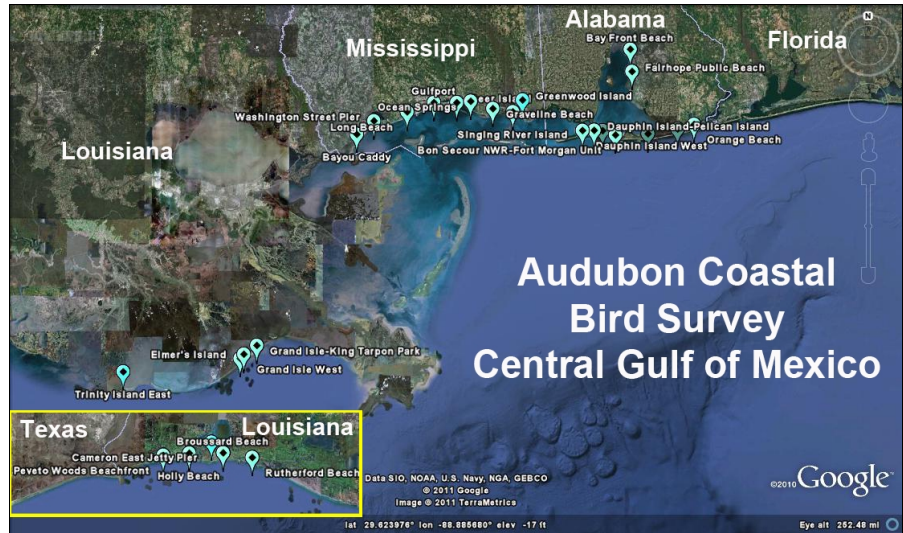 Alabama
Bay Front Beach
Florida
Mississippi
Fairhope Public Beach
Gulfport
Deer Island
Greenwood Island
Ocean Springs
Washington Street Pier
Graveline Beach
Long Beach
Singing River Island
Dauphin Island-Pelican Island
Louisiana
Bayou Caddy
Bon Secour NWR-Fort Morgan Unit
Dauphin Island West
Orange Beach
Audubon Coastal
Bird Survey
Central Gulf of Mexico
Elmer's Island
Grand Isle-King Tarpon Park
Grand Isle West
Trinity Island East
Texas
Louisiana
Broussard Beach
Cameron East Jetty Pier
Peveto Woods Beachfront
Holly Beach
Rutherford Beach
Data SIO, NOAA, U.S. Navy, NGA, GEBCO
© 2011 Google
Image © 2011 TerraMetrics
©2010 Google™
lat 29.623976° lon -88.885680° elev -17 ft
Eye alt 252.48 mi
N